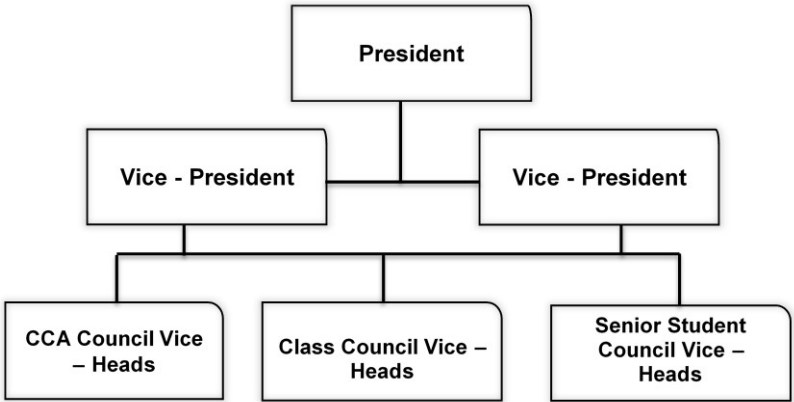 President
Vice - President
Vice - President
CCA Council Vice
– Heads
Class Council Vice –
Heads
Senior Student
Council Vice –
Heads